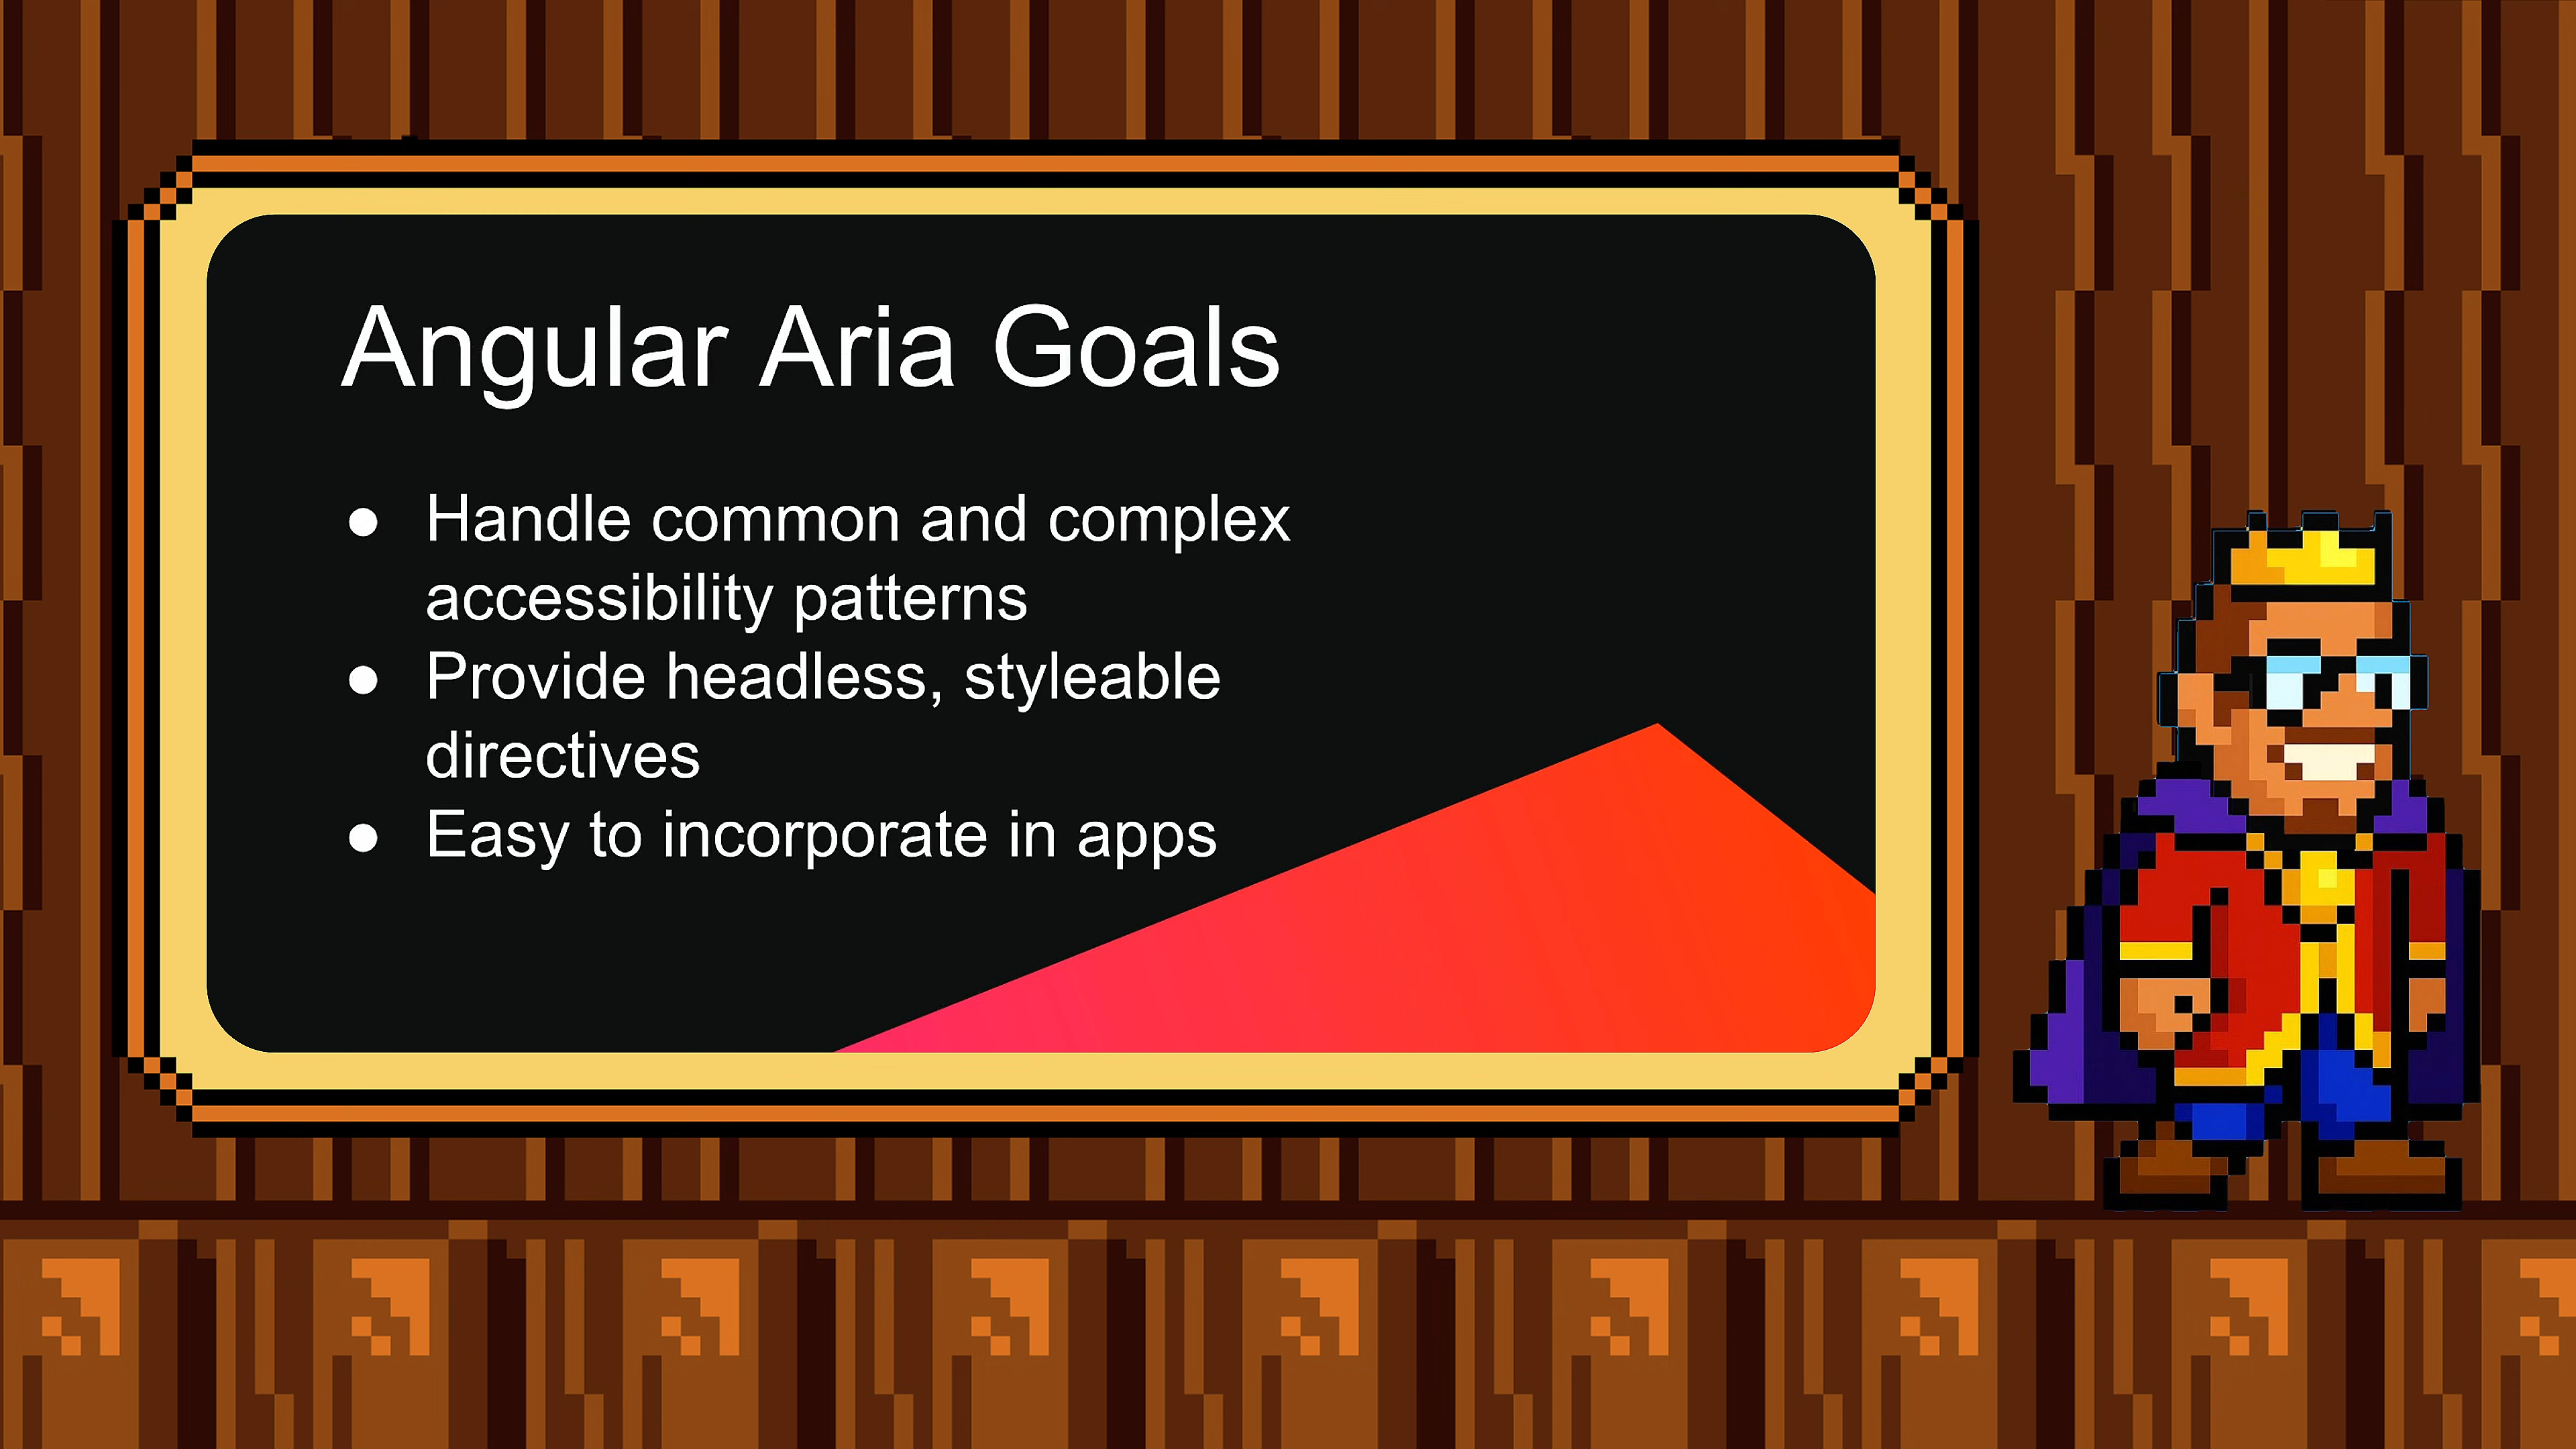 Angular Aria Goals
● Handle common and complex
accessibility patterns
● Provide headless, styleable
directives
● Easy to incorporate in apps